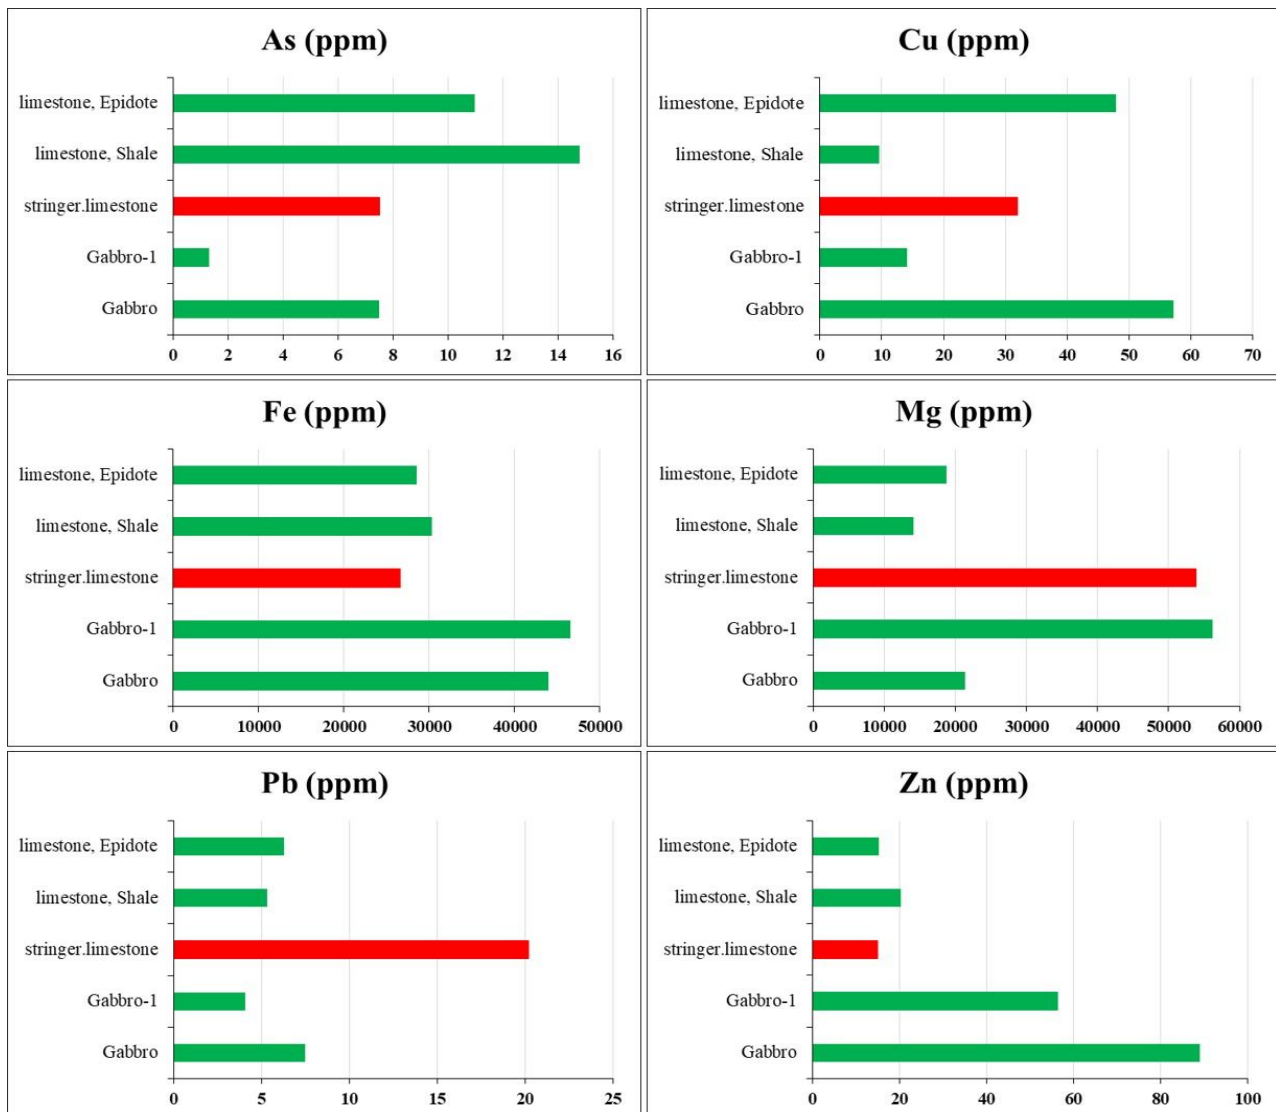 As (ppm)
limestone, Epidote
limestone, Shale
stringer.limestone
Gabbro-1
Gabbro
0 2 4 6 8 10 12 14 16
Cu (ppm)
limestone, Epidote
limestone, Shale
stringer.limestone
Gabbro-1
Gabbro
0 10 20 30 40 50 60 70
Fe (ppm)
limestone, Epidote
limestone, Shale
stringer.limestone
Gabbro-1
Gabbro
0 10000 20000 30000 40000 50000
Mg (ppm)
limestone, Epidote
limestone, Shale
stringer.limestone
Gabbro-1
Gabbro
0 10000 20000 30000 40000 50000 60000
Pb (ppm)
limestone, Epidote
limestone, Shale
stringer.limestone
Gabbro-1
Gabbro
0 5 10 15 20 25
Zn (ppm)
limestone, Epidote
limestone, Shale
stringer.limestone
Gabbro-1
Gabbro
0 20 40 60 80 100